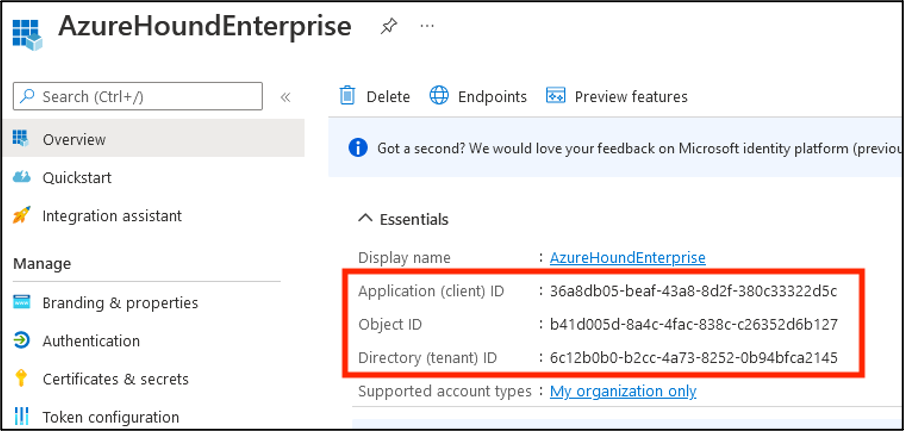 AzureHoundEnterprise
Search (Ctrl+/)
Overview
Quickstart
Integration assistant
Manage
Branding & properties
Authentication
Certificates & secrets
Token configuration
Delete
Endpoints
Preview features
Got a second? We would love your feedback on Microsoft identity platform (previou
Essentials
Display name : AzureHoundEnterprise
Application (client) ID : 36a8db05-beaf-43a8-8d2f-380c33322d5c
Object ID : b41d005d-8a4c-4fac-838c-c26352d6b127
Directory (tenant) ID : 6c12b0b0-b2cc-4a73-8252-0b94bfca2145
Supported account types : My organization only